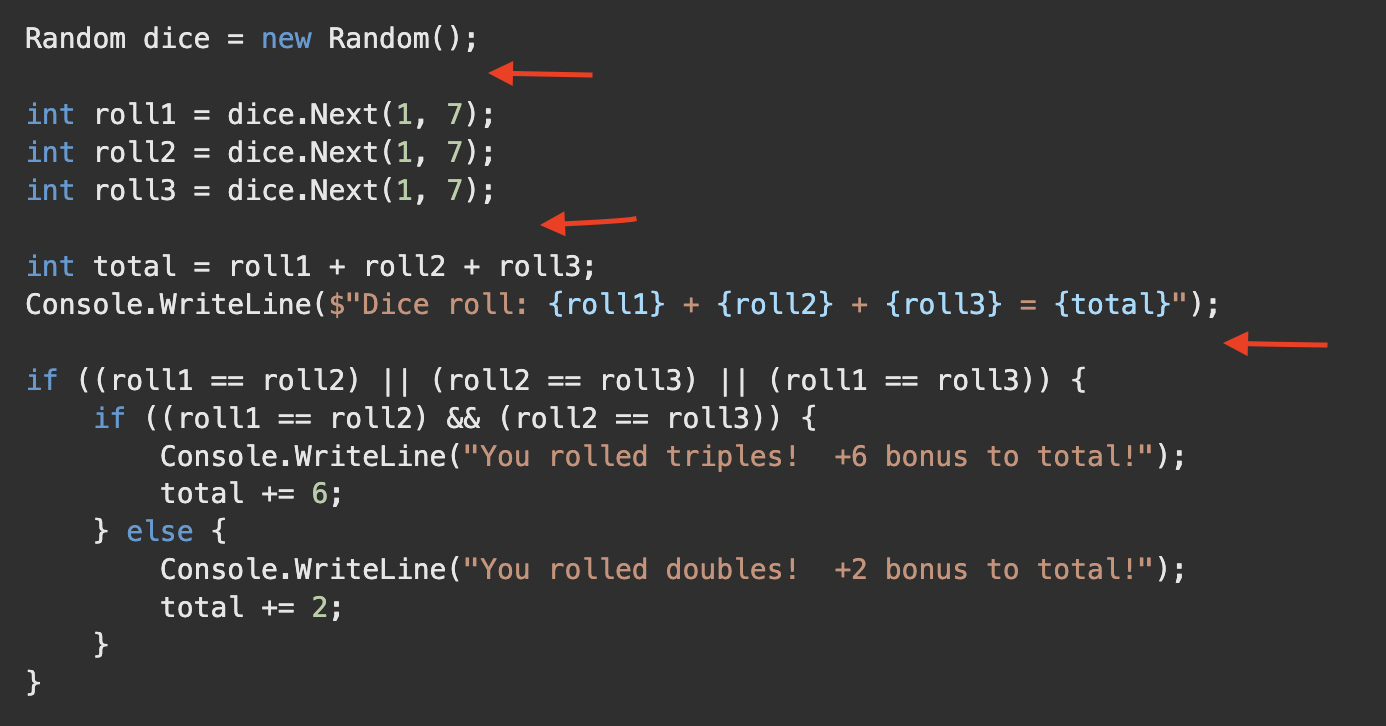 Random dice = new Random();
int roll1 = dice.Next(1, 7);
int roll2 = dice.Next(1, 7);
int roll3 = dice.Next(1, 7);
int total = roll1 + roll2 + roll3;
Console.WriteLine($"Dice roll: {roll1} + {roll2} + {roll3} = {total}");
if ((roll1 == roll2) || (roll2 == roll3) || (roll1 == roll3)) {
    if ((roll1 == roll2) && (roll2 == roll3)) {
        Console.WriteLine("You rolled triples!  +6 bonus to total!");
        total += 6;
    } else {
        Console.WriteLine("You rolled doubles!  +2 bonus to total!");
        total += 2;
    }
}